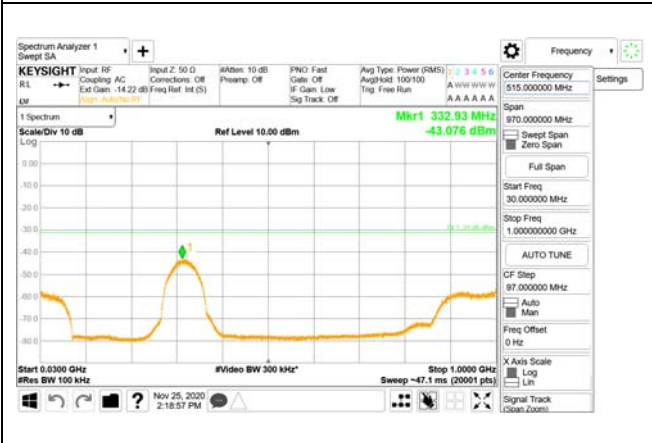 Spectrum Analyzer 1
Swept SA
Frequency
KEYSIGHT
RL
Input: RF
Coupling: AC
Ext Gain: -14.22 dB
Align: Auto/No RF
Input Z: 50 Ω
Corrections: Off
Freq Ref: Int (S)
#Atten: 10 dB
Preamp: Off
PNO: Fast
Gate: Off
IF Gain: Low
Sig Track: Off
Avg Type: Power (RMS)
Avg|Hold: 100/100
Trig: Free Run
1 2 3 4 5 6
A W W W W W
A A A A A A
1 Spectrum
Scale/Div 10 dB
Log
Ref Level 10.00 dBm
Mkr1 332.93 MHz
-43.076 dBm
0.00
-10.0
-20.0
-30.0
-40.0
-50.0
-60.0
-70.0
-80.0
1
Start 0.0300 GHz
#Res BW 100 kHz
#Video BW 300 kHz*
Stop 1.0000 GHz
Sweep ~47.1 ms (20001 pts)
Nov 25, 2020
2:18:57 PM
Center Frequency
515.000000 MHz
Settings
Span
970.000000 MHz
Swept Span
Zero Span
Full Span
Start Freq
30.000000 MHz
Stop Freq
1.000000000 GHz
AUTO TUNE
CF Step
97.000000 MHz
Auto
Man
Freq Offset
0 Hz
X Axis Scale
Log
Lin
Signal Track
(Span Zoom)